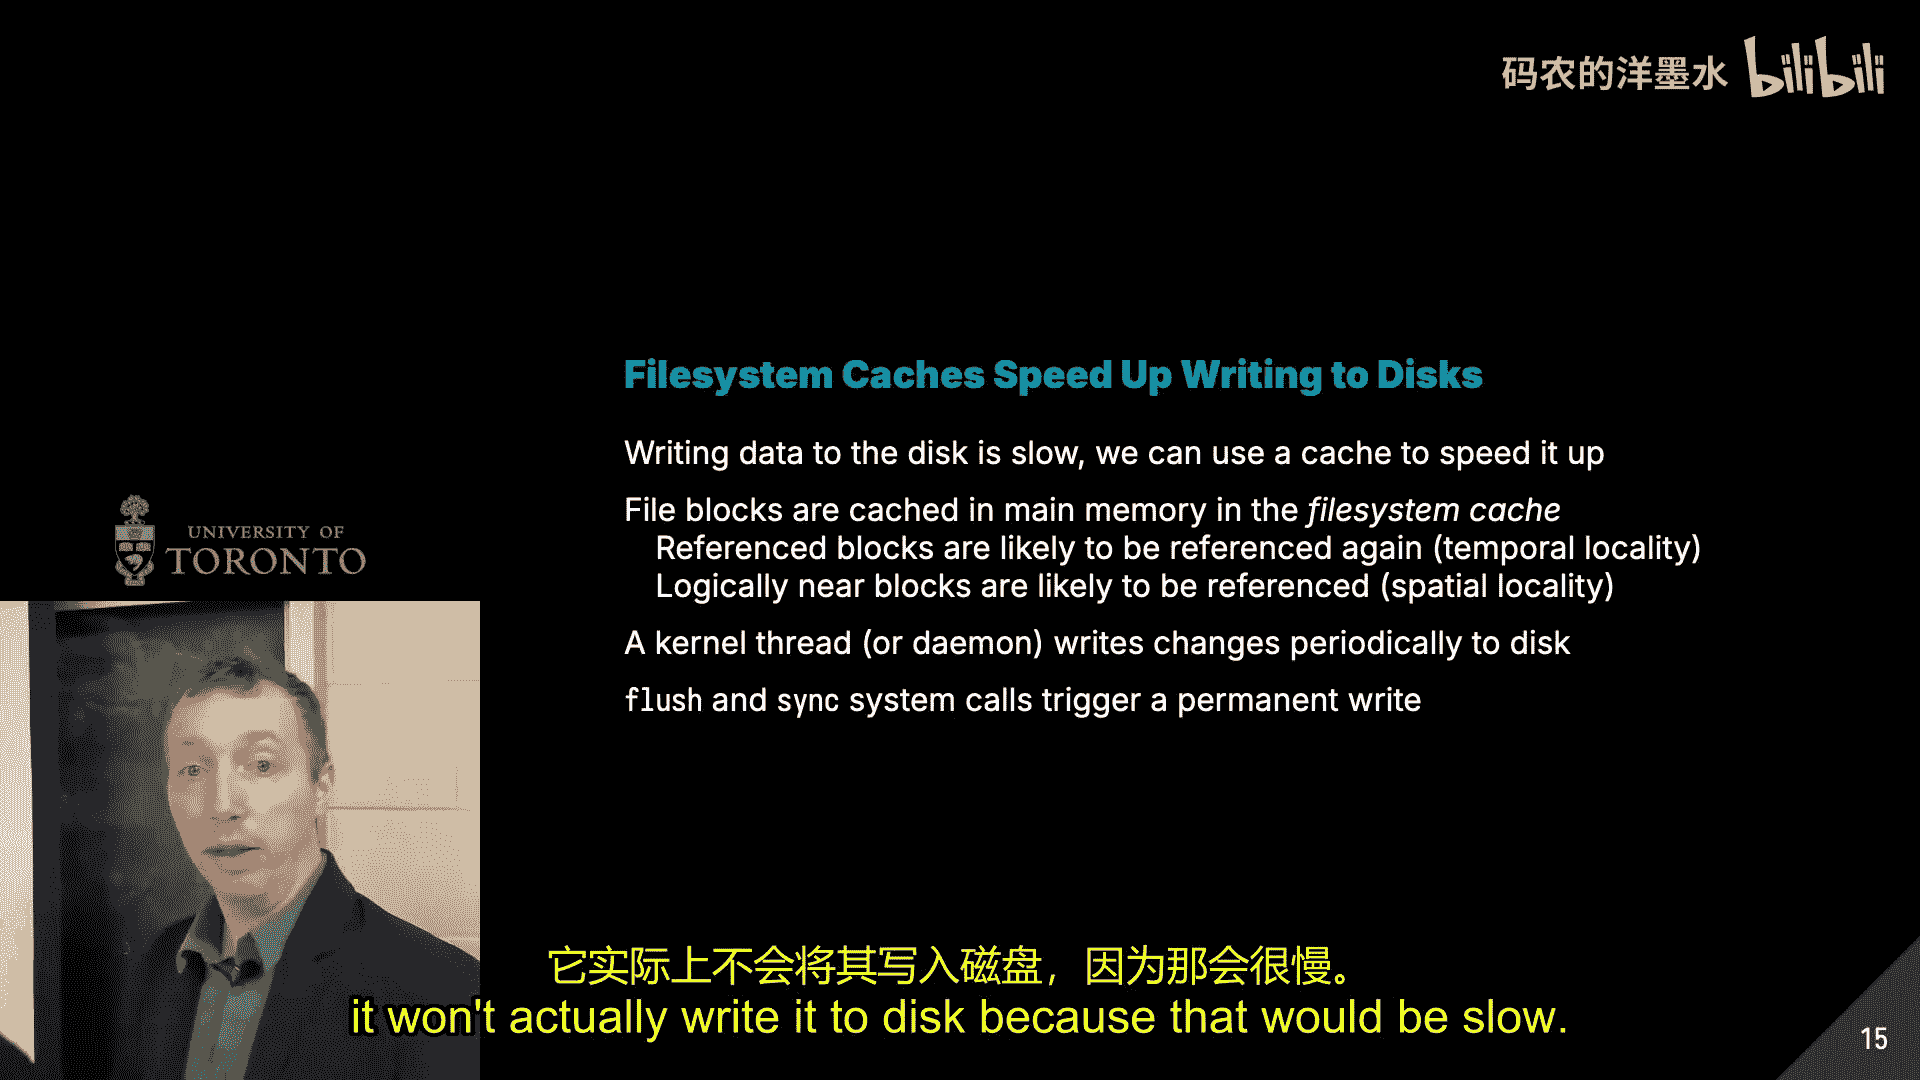 码农的洋墨水 bilibili
Filesystem Caches Speed Up Writing to Disks
Writing data to the disk is slow, we can use a cache to speed it up
File blocks are cached in main memory in the filesystem cache
Referenced blocks are likely to be referenced again (temporal locality)
Logically near blocks are likely to be referenced (spatial locality)
A kernel thread (or daemon) writes changes periodically to disk
flush and sync system calls trigger a permanent write
UNIVERSITY OF
TORONTO
它实际上不会将其写入磁盘，因为那会很慢。
it won't actually write it to disk because that would be slow.
15